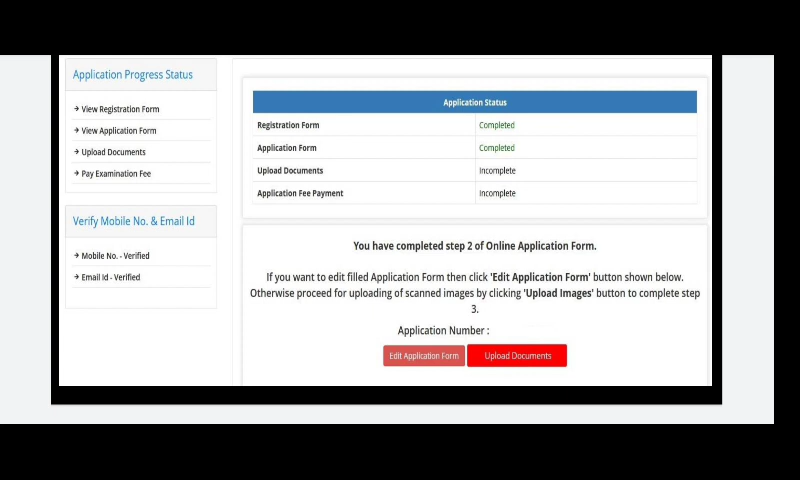 Application Progress Status
→ View Registration Form
→ View Application Form
→ Upload Documents
→ Pay Examination Fee
Verify Mobile No. & Email Id
→ Mobile No. - Verified
→ Email Id - Verified
Application Status
Registration Form Completed
Application Form Completed
Upload Documents Incomplete
Application Fee Payment Incomplete
You have completed step 2 of Online Application Form.
If you want to edit filled Application Form then click 'Edit Application Form' button shown below.
Otherwise proceed for uploading of scanned images by clicking 'Upload Images' button to complete step
3.
Application Number :
Edit Application Form Upload Documents